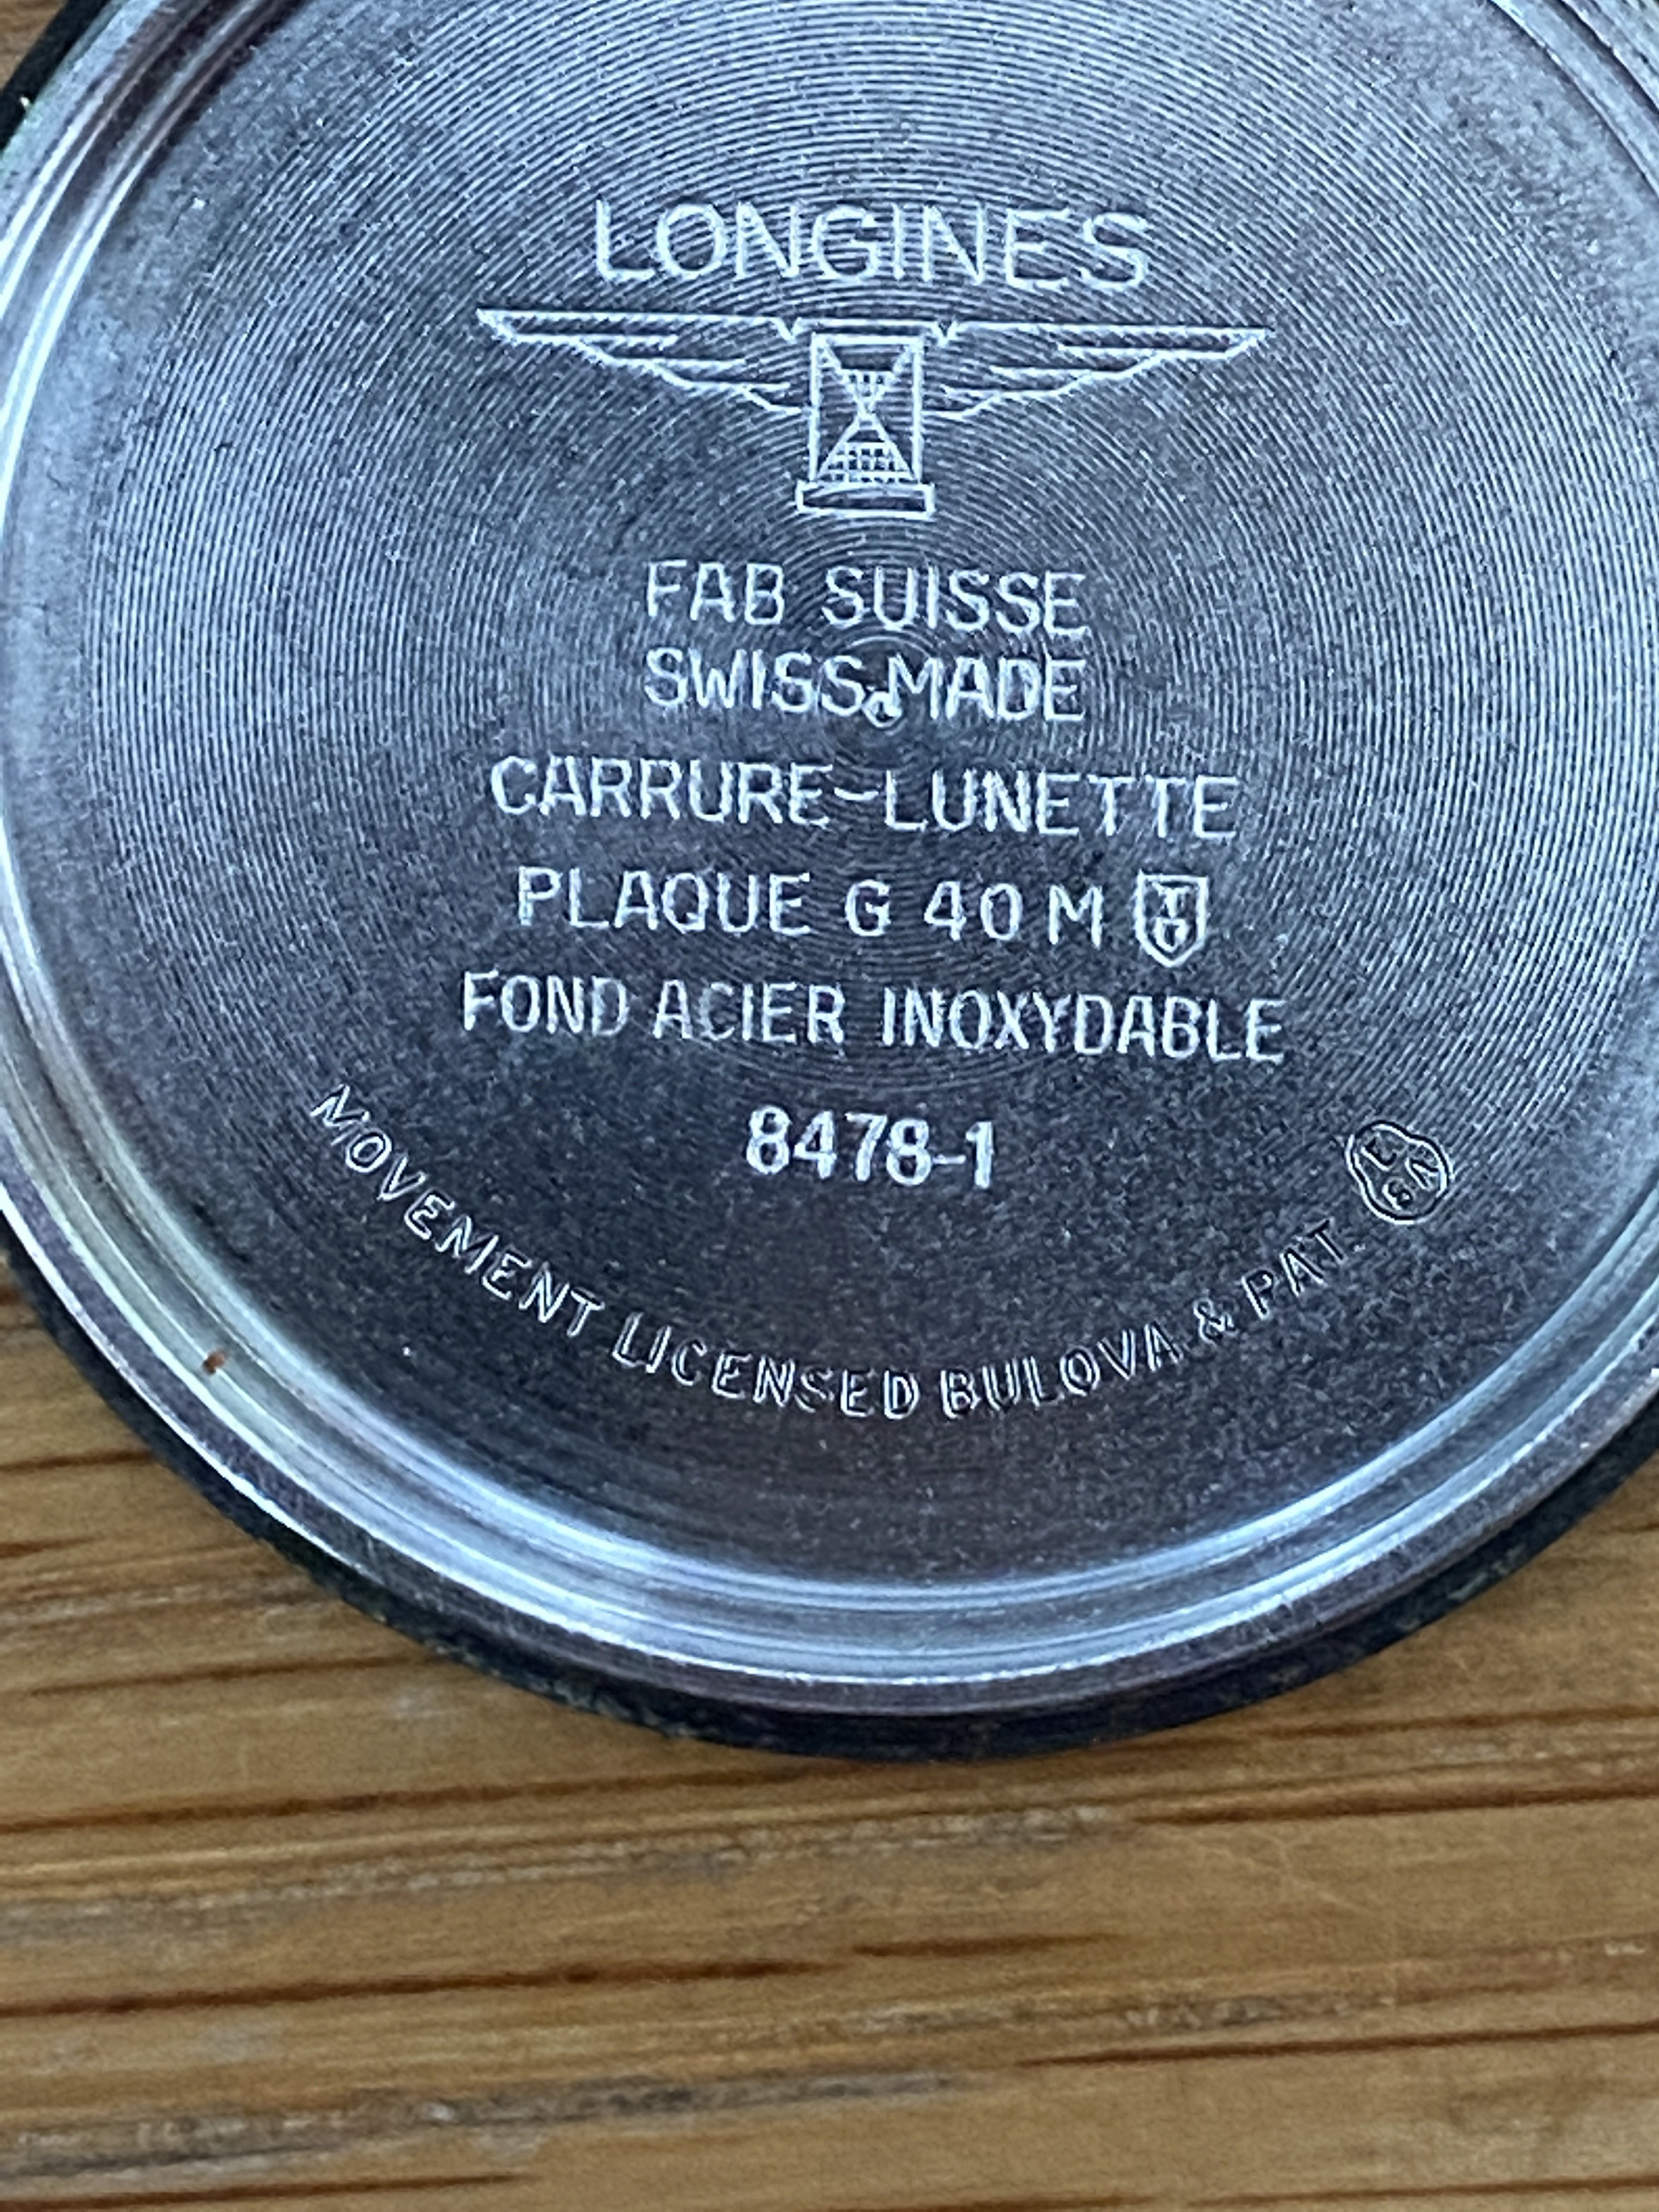 LONGINES
FAB SUISSE
SWISS MADE
CARRURE-LUNETTE
PLAQUE G 40 M
FOND ACIER INOXYDABLE
8478-1
MOVEMENT LICENSED BULOVA & PAT.